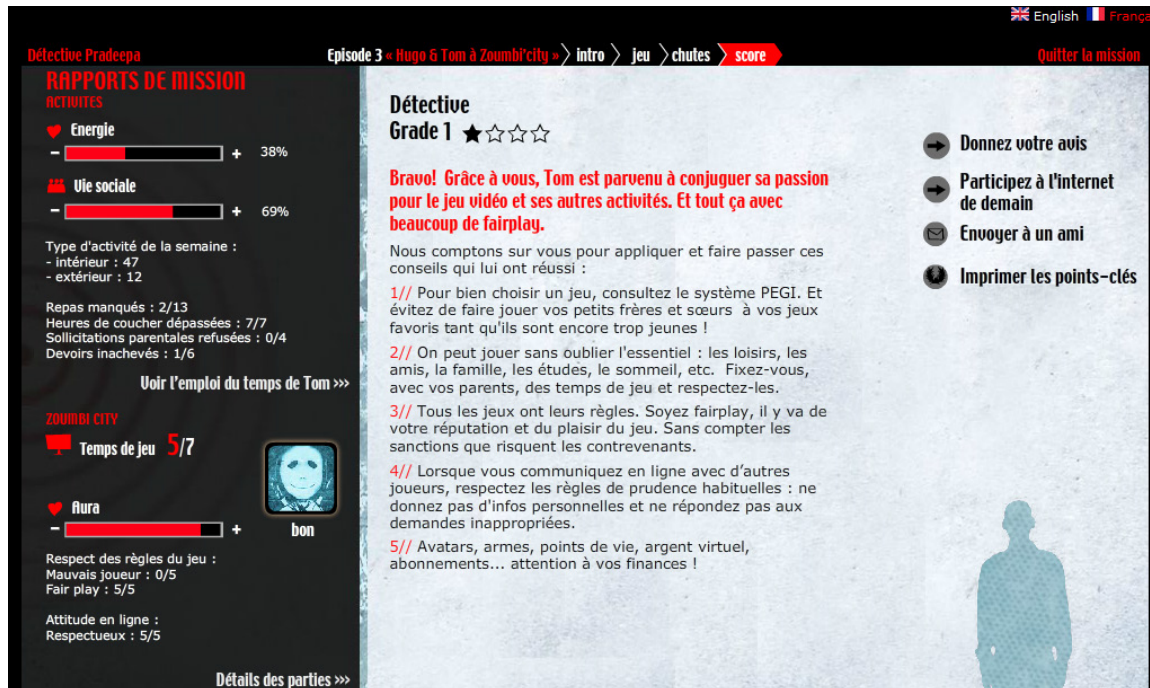 English França
Détective Pradeepa
Episode 3 « Hugo & Tom à Zoumbi'city » intro jeu chutes score
Quitter la mission
RAPPORTS DE MISSION
ACTIVITES
Energie
- + 38%
Vie sociale
- + 69%
Type d'activité de la semaine :
- intérieur : 47
- extérieur : 12
Repas manqués : 2/13
Heures de coucher dépassées : 7/7
Sollicitations parentales refusées : 0/4
Devoirs inachevés : 1/6
Voir l'emploi du temps de Tom >>>
ZOUMBI CITY
Temps de jeu 5/7
Aura
- +
bon
Respect des règles du jeu :
Mauvais joueur : 0/5
Fair play : 5/5
Attitude en ligne :
Respectueux : 5/5
Détails des parties >>>
Détective
Grade 1
Bravo! Grâce à vous, Tom est parvenu à conjuguer sa passion
pour le jeu vidéo et ses autres activités. Et tout ça avec
beaucoup de fairplay.
Nous comptons sur vous pour appliquer et faire passer ces
conseils qui lui ont réussi :
1// Pour bien choisir un jeu, consultez le système PEGI. Et
évitez de faire jouer vos petits frères et sœurs à vos jeux
favoris tant qu'ils sont encore trop jeunes !
2// On peut jouer sans oublier l'essentiel : les loisirs, les
amis, la famille, les études, le sommeil, etc. Fixez-vous,
avec vos parents, des temps de jeu et respectez-les.
3// Tous les jeux ont leurs règles. Soyez fairplay, il y va de
votre réputation et du plaisir du jeu. Sans compter les
sanctions que risquent les contrevenants.
4// Lorsque vous communiquez en ligne avec d'autres
joueurs, respectez les règles de prudence habituelles : ne
donnez pas d'infos personnelles et ne répondez pas aux
demandes inappropriées.
5// Avatars, armes, points de vie, argent virtuel,
abonnements... attention à vos finances !
Donnez votre avis
Participez à l'internet
de demain
Envoyer à un ami
Imprimer les points-clés